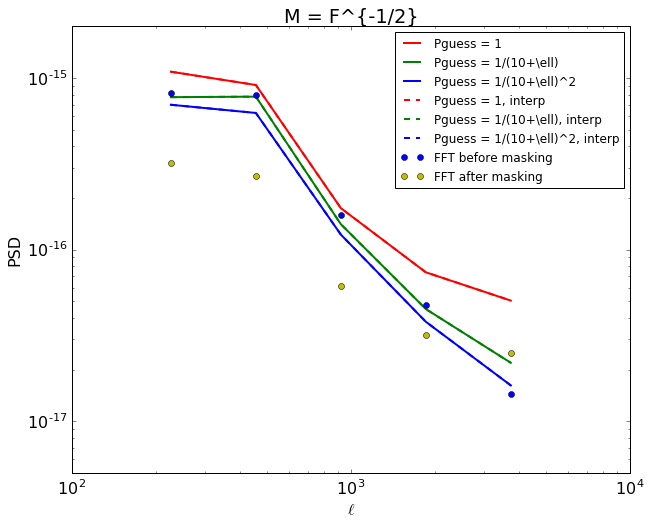 M = F^{-1/2}
Pguess = 1
Pguess = 1/(10+\ell)
Pguess = 1/(10+\ell)^2
Pguess = 1, interp
Pguess = 1/(10+\ell), interp
Pguess = 1/(10+\ell)^2, interp
FFT before masking
FFT after masking
PSD
10^-15
10^-16
10^-17
10^2
10^3
10^4
ℓ